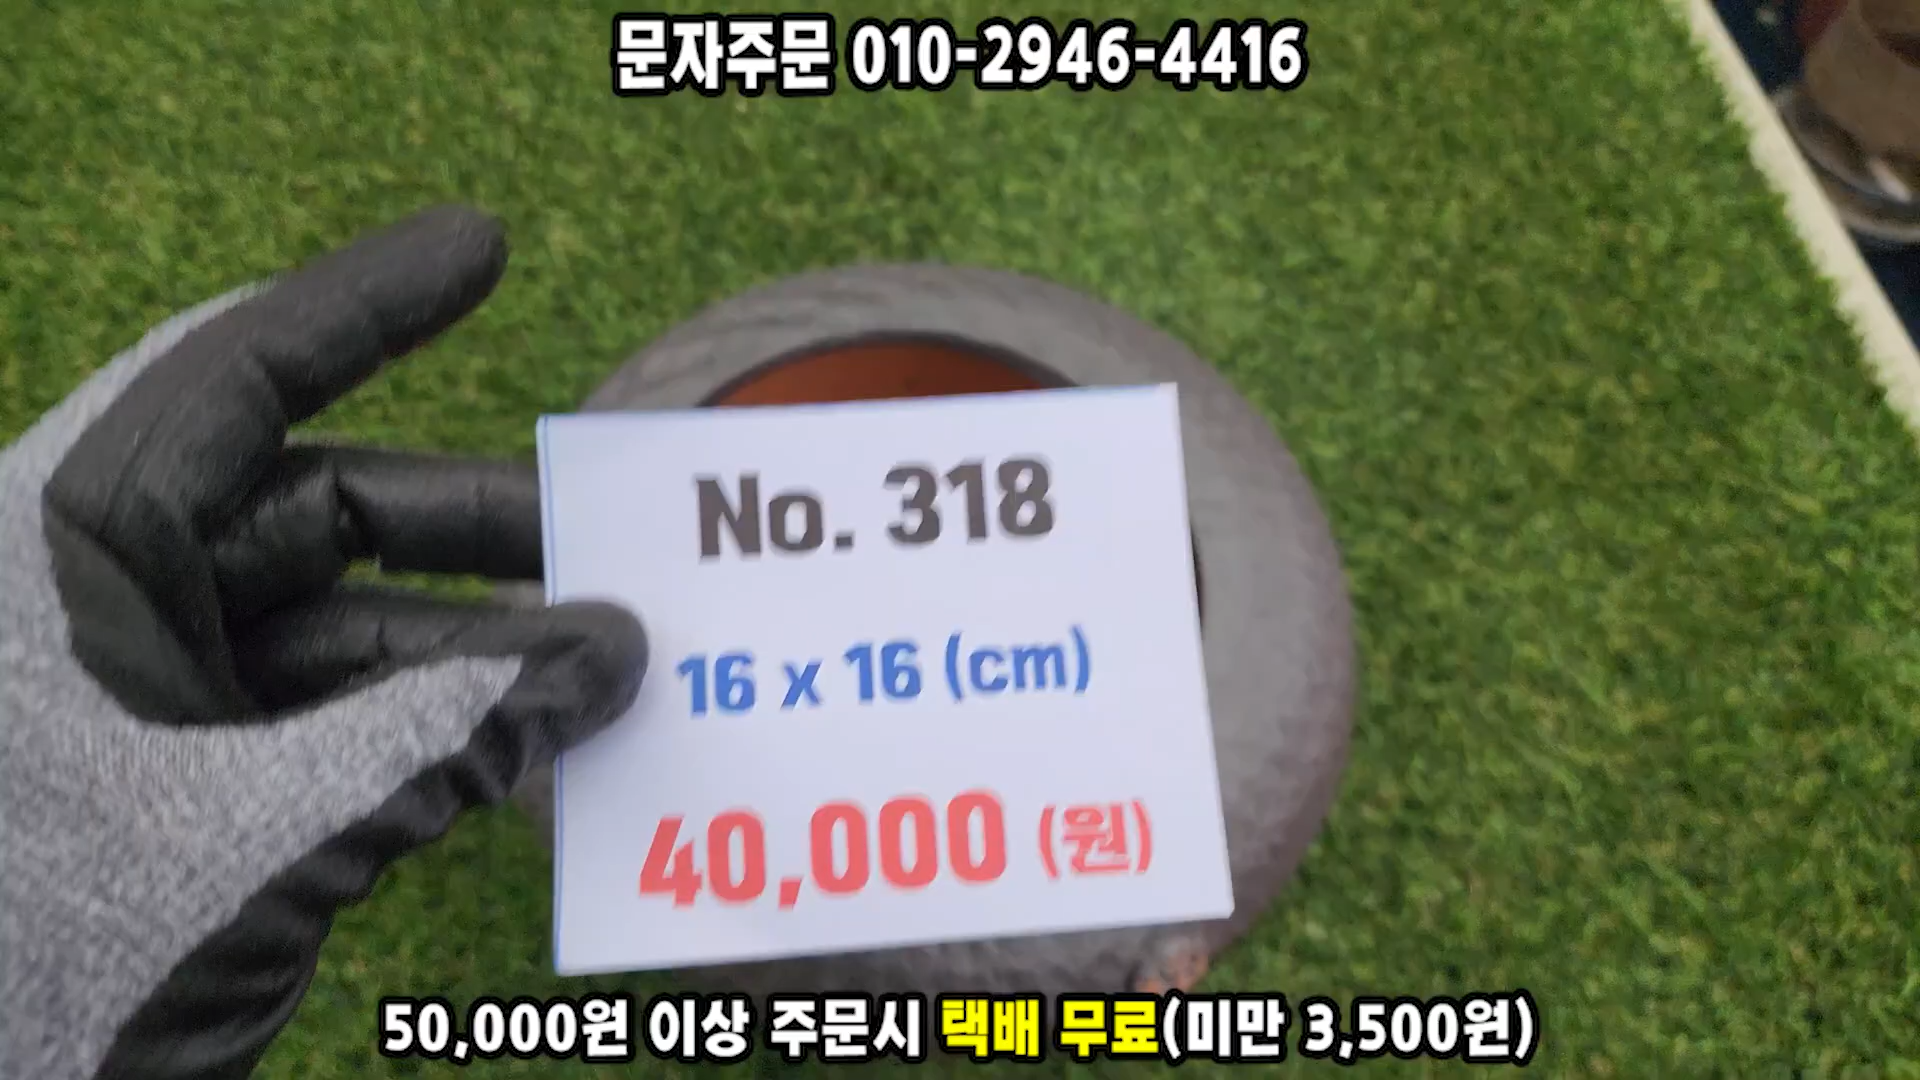 문자주문 010-2946-4416
No. 318
16 x 16 (cm)
40,000 (원)
50,000원 이상 주문시 택배 무료(미만 3,500원)